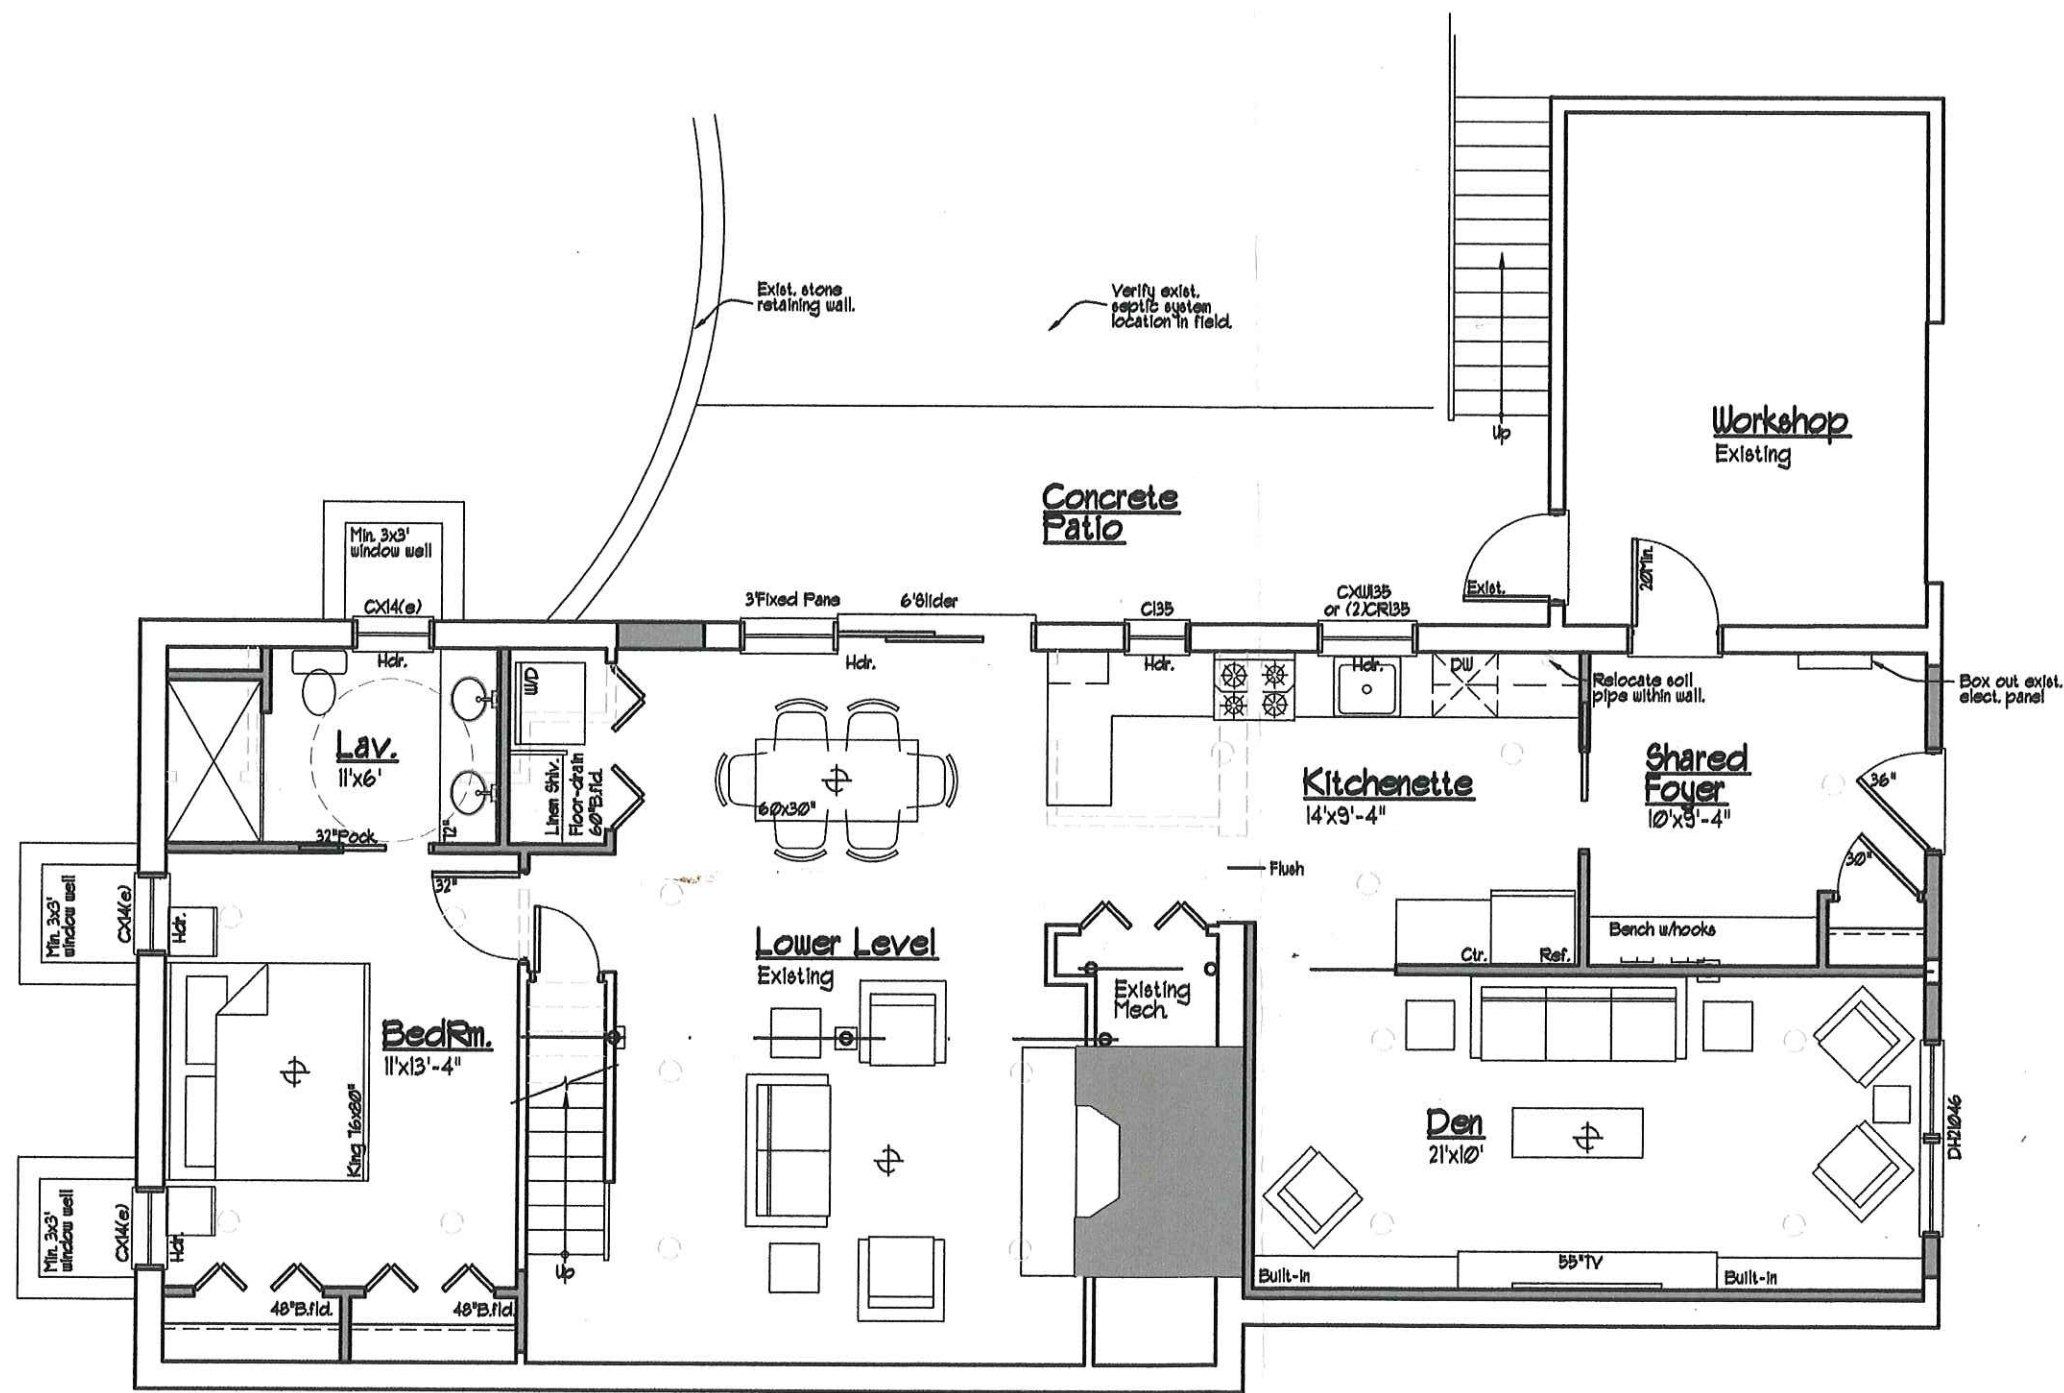 Exist. stone
retaining wall.
Verify exist.
septic system
location in field.
Up
Workshop
Existing
Concrete
Patio
Min. 3x3'
window well
CX14(e)
Hdr.
3'Fixed Pane
6'Slider
Hdr.
C135
Hdr.
CXW135
or (2)CR135
Hdr.
Exist.
20Min.
DW
Relocate soil
pipe within wall.
Box out exist.
elect. panel
W/D
Lav.
11'x6'
72"
32"Pock.
Linen Shlv.
Floor-drain
60"B.fld.
60x30"
Kitchenette
14'x9'-4"
Shared
Foyer
10'x9'-4"
36"
30"
Flush
Min. 3x3'
window well
CX14(e)
Hdr.
32"
Lower Level
Existing
Ctr.
Ref.
Bench w/hooks
Existing
Mech.
BedRm.
11'x13'-4"
King 76x80"
Den
21'x10'
DH21046
Min. 3x3'
window well
CX14(e)
Hdr.
Up
48"B.fld.
48"B.fld.
Built-in
55"TV
Built-in